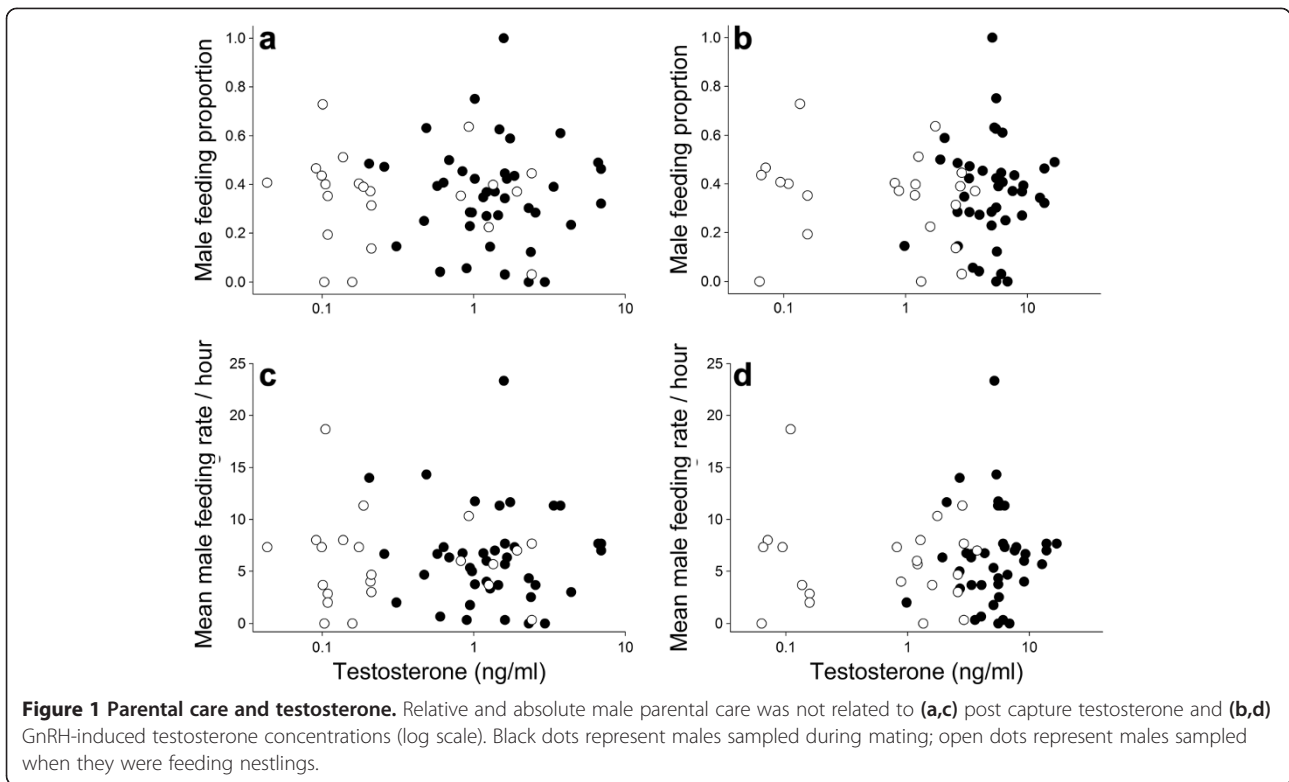 a
b
Male feeding proportion
1.0
0.8
0.6
0.4
0.2
0.0
0.1 1 10
Male feeding proprtion
1.0
0.8
0.6
0.4
0.2
0.0
0.1 1 10
c
d
Mean male feeding rate / hour
25
20
15
10
5
0
0.1 1 10
Testosterone (ng/ml)
Mean male feeding rate / hour
25
20
15
10
5
0
0.1 1 10
Testosterone (ng/ml)
Figure 1 Parental care and testosterone. Relative and absolute male parental care was not related to (a,c) post capture testosterone and (b,d)
GnRH-induced testosterone concentrations (log scale). Black dots represent males sampled during mating; open dots represent males sampled
when they were feeding nestlings.